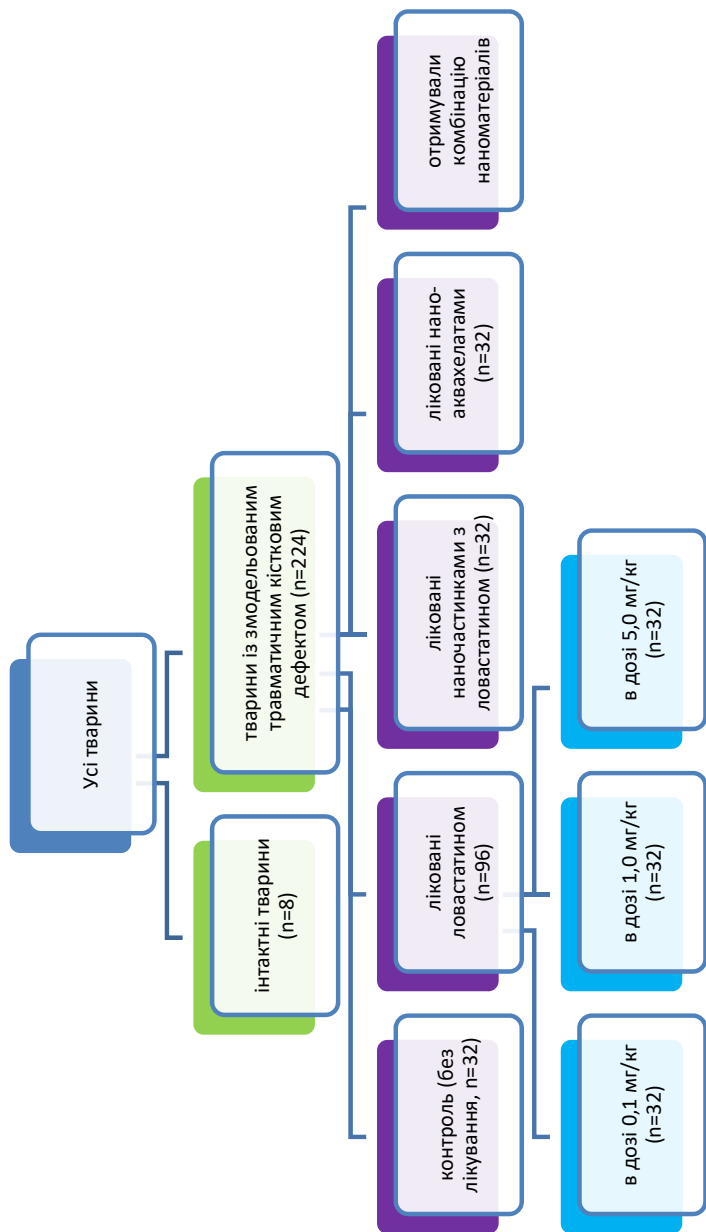 Усі тварини
інтактні тварини
(n=8)
тварини із змодельованим
травматичним кістковим
дефектом (n=224)
контроль (без
лікування, n=32)
ліковані
ловастатином
(n=96)
ліковані
наночастинками з
ловастатином (n=32)
ліковані нано-
аквахелатами
(n=32)
отримували
комбінацію
наноматеріалів
в дозі 0,1 мг/кг
(n=32)
в дозі 1,0 мг/кг
(n=32)
в дозі 5,0 мг/кг
(n=32)